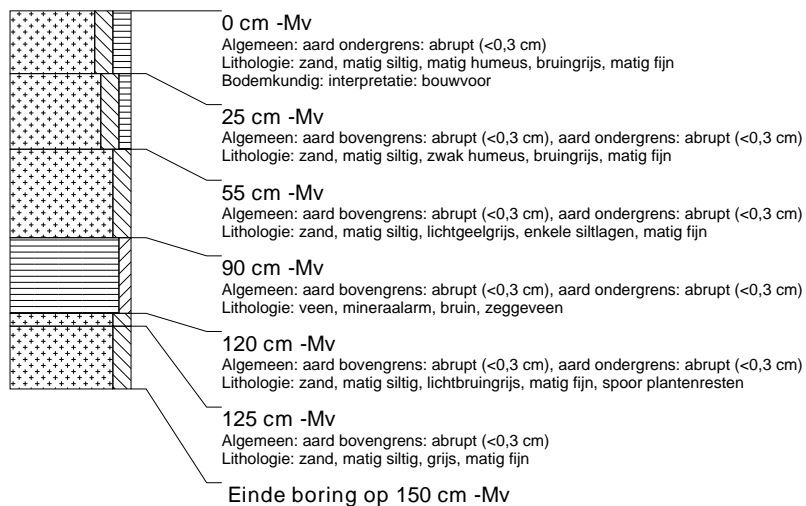 0 cm -Mv
Algemeen: aard ondergrens: abrupt (<0,3 cm)
Lithologie: zand, matig siltig, matig humeus, bruingrijs, matig fijn
Bodemkundig: interpretatie: bouwvoor
25 cm -Mv
Algemeen: aard bovengrens: abrupt (<0,3 cm), aard ondergrens: abrupt (<0,3 cm)
Lithologie: zand, matig siltig, zwak humeus, bruingrijs, matig fijn
55 cm -Mv
Algemeen: aard bovengrens: abrupt (<0,3 cm), aard ondergrens: abrupt (<0,3 cm)
Lithologie: zand, matig siltig, lichtgeelgrijs, enkele siltlagen, matig fijn
90 cm -Mv
Algemeen: aard bovengrens: abrupt (<0,3 cm), aard ondergrens: abrupt (<0,3 cm)
Lithologie: veen, mineraalarm, bruin, zeggeveen
120 cm -Mv
Algemeen: aard bovengrens: abrupt (<0,3 cm), aard ondergrens: abrupt (<0,3 cm)
Lithologie: zand, matig siltig, lichtbruingrijs, matig fijn, spoor plantenresten
125 cm -Mv
Algemeen: aard bovengrens: abrupt (<0,3 cm)
Lithologie: zand, matig siltig, grijs, matig fijn
Einde boring op 150 cm -Mv